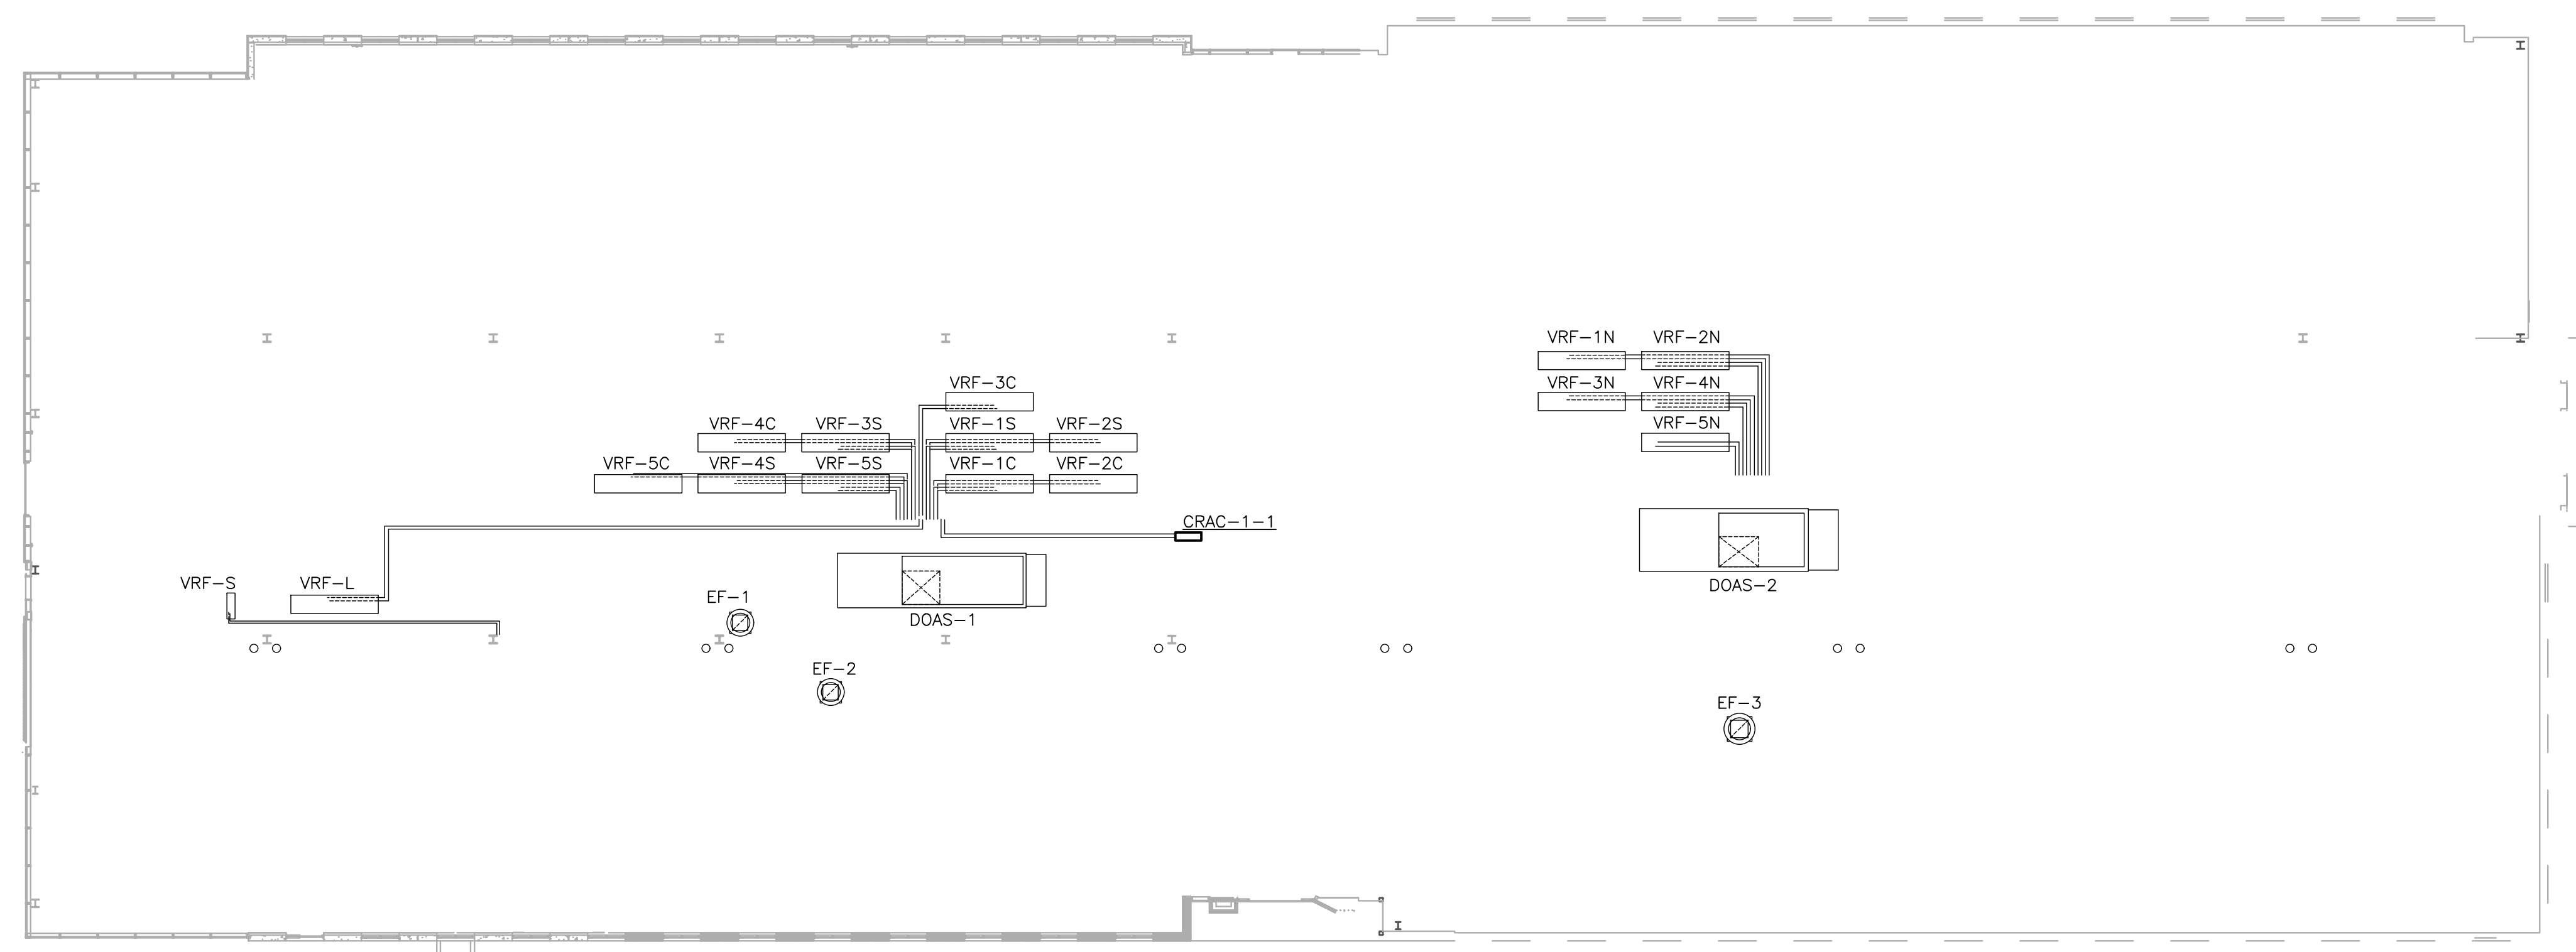 VRF-1N
VRF-2N
VRF-3C
VRF-3N
VRF-4N
VRF-4C
VRF-3S
VRF-1S
VRF-2S
VRF-5N
VRF-5C
VRF-4S
VRF-5S
VRF-1C
VRF-2C
CRAC-1-1
VRF-S
VRF-L
DOAS-2
EF-1
DOAS-1
EF-2
EF-3